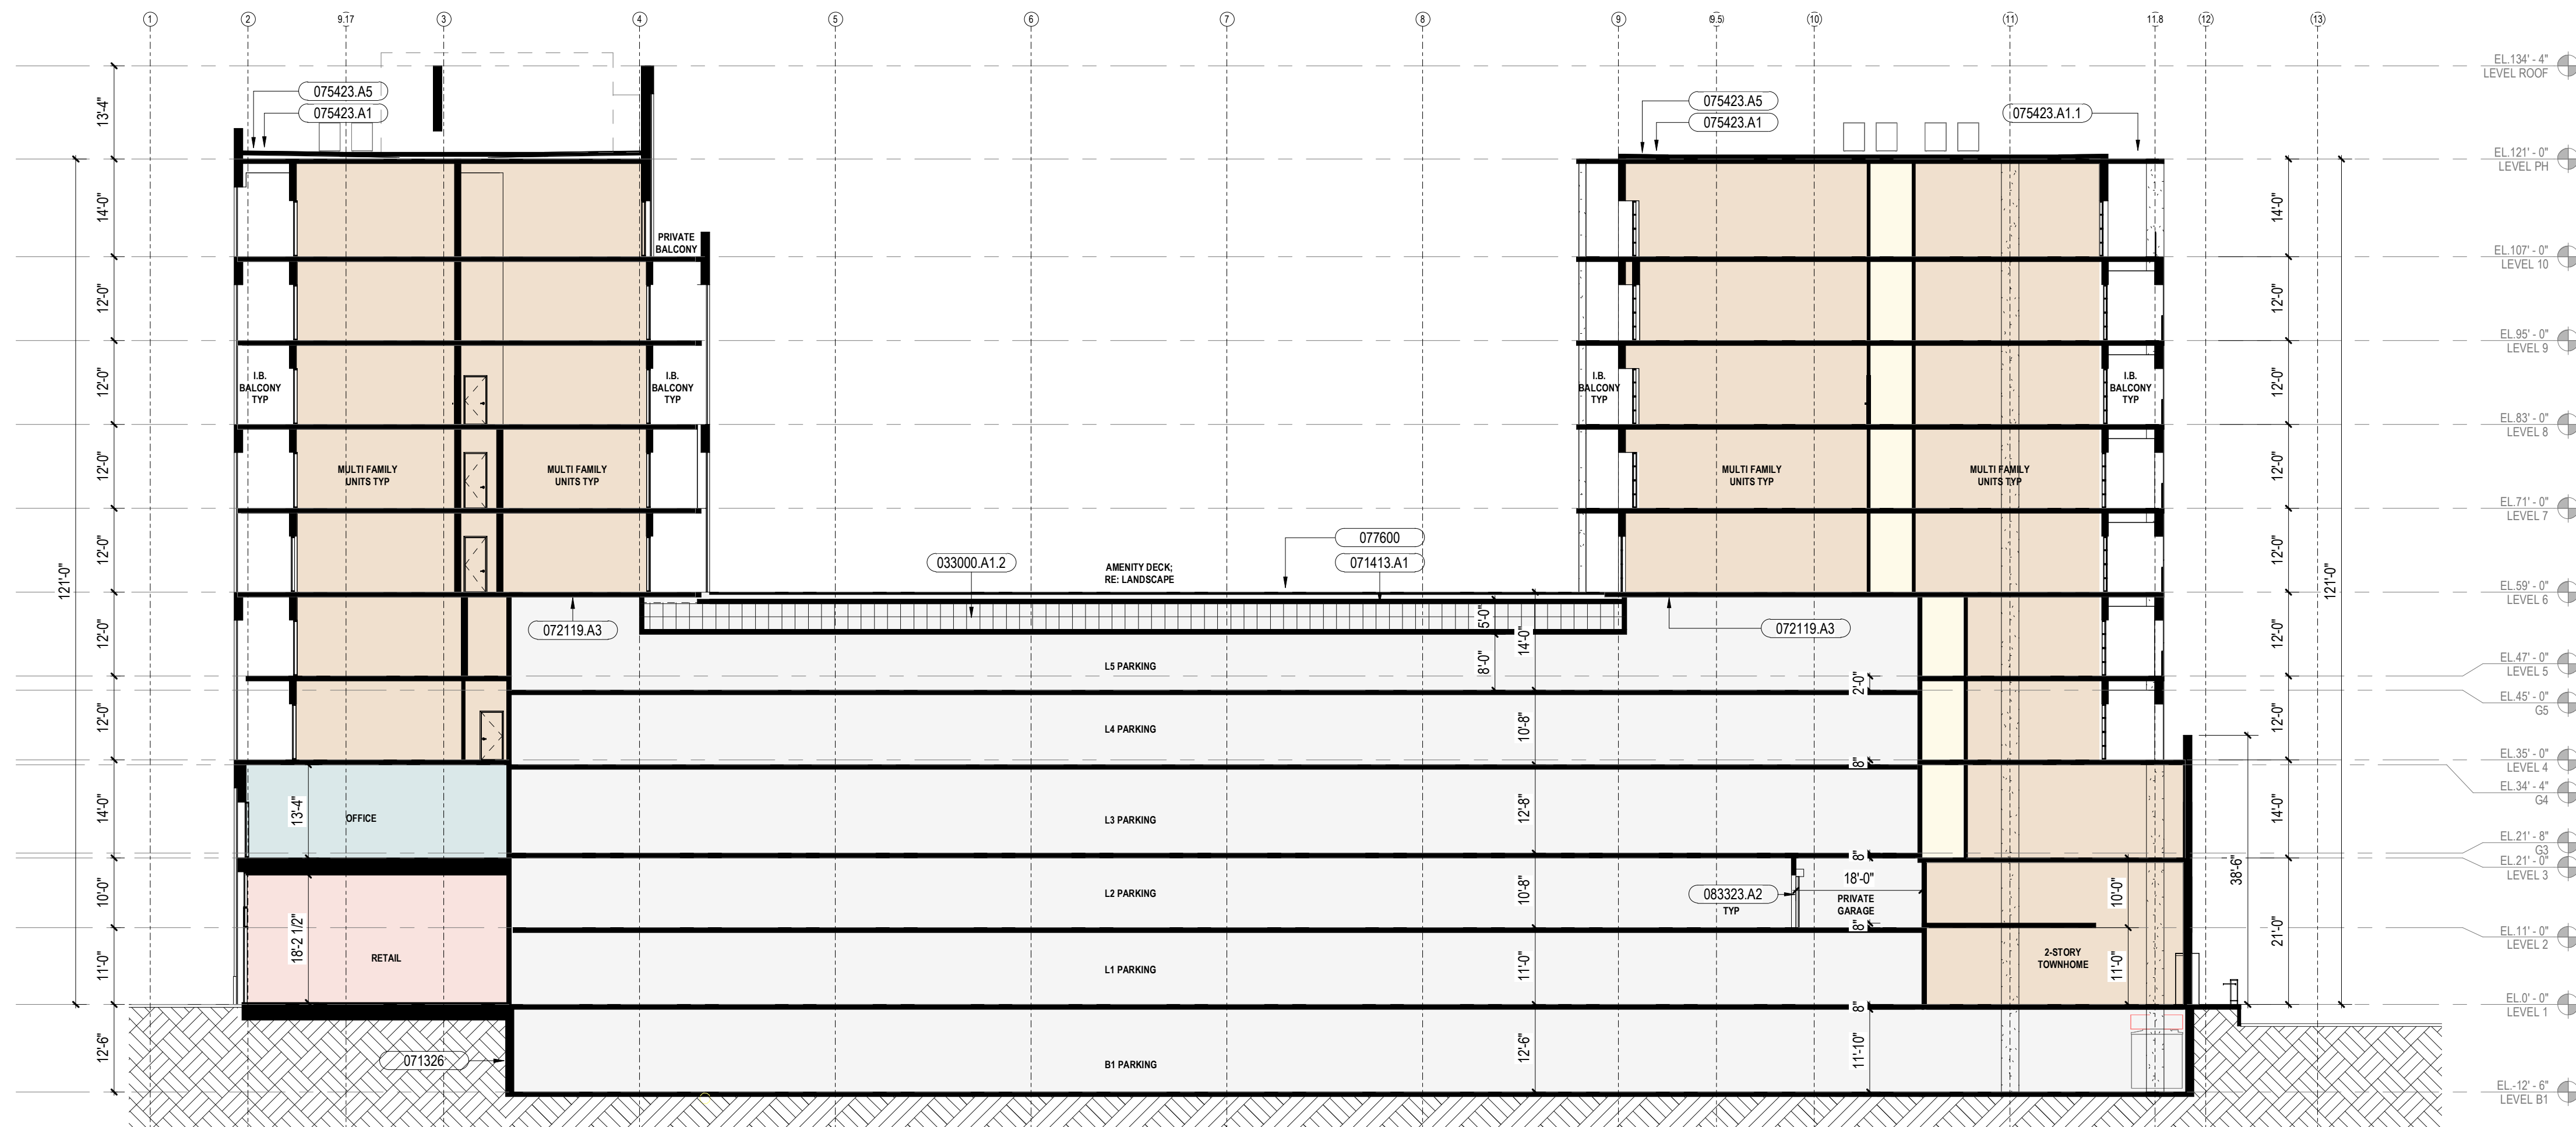 1
2
9.17
3
4
5
6
7
8
9
(9.5)
(10)
(11)
11.8
(12)
(13)
EL.134' - 4"
LEVEL ROOF
13'-4"
075423.A5
075423.A1
075423.A5
075423.A1
075423.A1.1
EL.121' - 0"
LEVEL PH
14'-0"
PRIVATE
BALCONY
14'-0"
EL.107' - 0"
LEVEL 10
12'-0"
12'-0"
EL.95' - 0"
LEVEL 9
12'-0"
I.B.
BALCONY
TYP
I.B.
BALCONY
TYP
I.B.
BALCONY
TYP
I.B.
BALCONY
TYP
12'-0"
EL.83' - 0"
LEVEL 8
12'-0"
MULTI FAMILY
UNITS TYP
MULTI FAMILY
UNITS TYP
MULTI FAMILY
UNITS TYP
MULTI FAMILY
UNITS TYP
12'-0"
EL.71' - 0"
LEVEL 7
121'-0"
12'-0"
033000.A1.2
AMENITY DECK;
RE: LANDSCAPE
077600
071413.A1
12'-0"
121'-0"
EL.59' - 0"
LEVEL 6
12'-0"
072119.A3
5'-0"
14'-0"
8'-0"
072119.A3
12'-0"
L5 PARKING
EL.47' - 0"
LEVEL 5
2'-0"
EL.45' - 0"
G5
12'-0"
L4 PARKING
10'-8"
12'-0"
8"
EL.35' - 0"
LEVEL 4
EL.34' - 4"
G4
14'-0"
13'-4"
OFFICE
L3 PARKING
12'-8"
14'-0"
8"
EL.21' - 8"
G3
EL.21' - 0"
LEVEL 3
38'-6"
10'-0"
L2 PARKING
10'-8"
083323.A2
TYP
18'-0"
PRIVATE
GARAGE
10'-0"
8"
21'-0"
EL.11' - 0"
LEVEL 2
11'-0"
18'-2 1/2"
RETAIL
L1 PARKING
11'-0"
2-STORY
TOWNHOME
11'-0"
8"
EL.0' - 0"
LEVEL 1
12'-6"
071326
B1 PARKING
12'-6"
11'-10"
EL.-12' - 6"
LEVEL B1